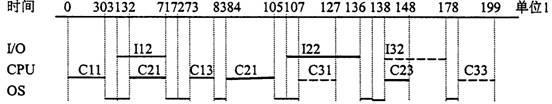 时间 0 303132 717273 8384 105107 127 136 138 148 178 199 单位1
I/O I12 I22 I32
CPU C11 C21 C13 C21 C31 C23 C33
OS